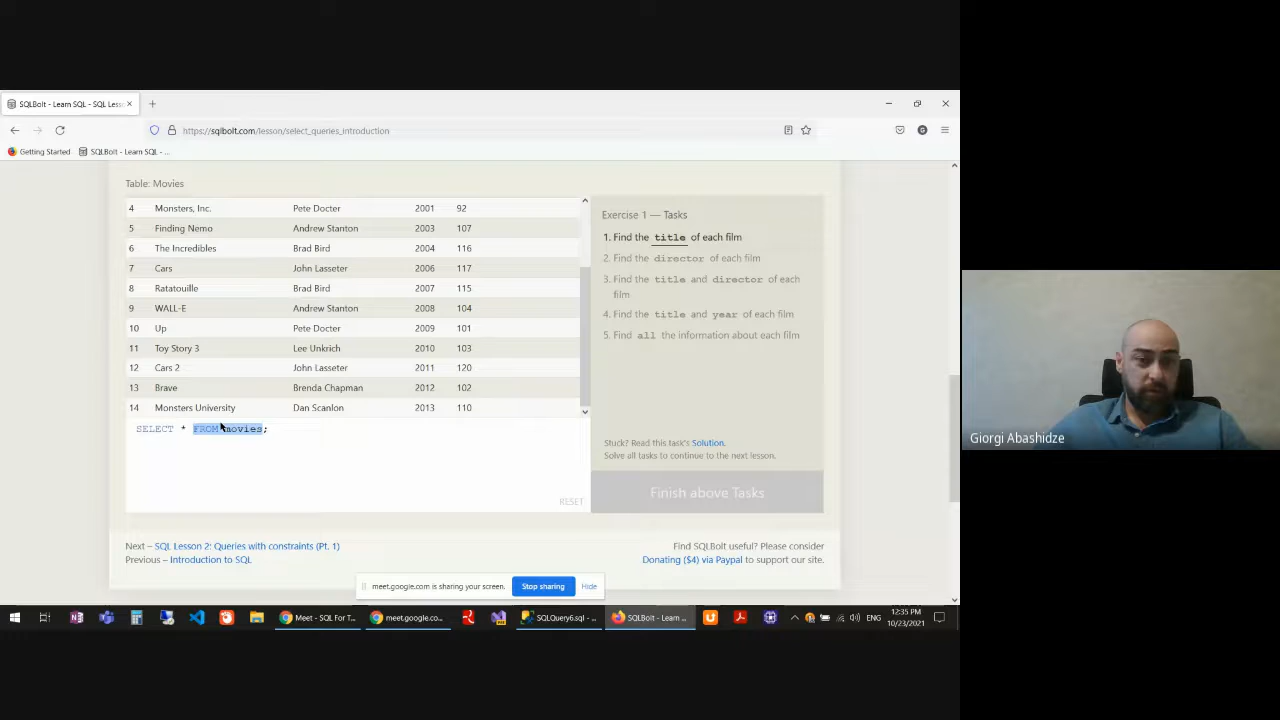 SQLBolt - Learn SQL - SQL Less
https://sqlbolt.com/lesson/select_queries_introduction
Getting Started SQLBolt - Learn SQL - ...
Table: Movies
4 Monsters, Inc. Pete Docter 2001 92
5 Finding Nemo Andrew Stanton 2003 107
6 The Incredibles Brad Bird 2004 116
7 Cars John Lasseter 2006 117
8 Ratatouille Brad Bird 2007 115
9 WALL-E Andrew Stanton 2008 104
10 Up Pete Docter 2009 101
11 Toy Story 3 Lee Unkrich 2010 103
12 Cars 2 John Lasseter 2011 120
13 Brave Brenda Chapman 2012 102
14 Monsters University Dan Scanlon 2013 110
SELECT * FROM movies;
RESET
Exercise 1 — Tasks
1. Find the title of each film
2. Find the director of each film
3. Find the title and director of each
film
4. Find the title and year of each film
5. Find all the information about each film
Stuck? Read this task's Solution.
Solve all tasks to continue to the next lesson.
Finish above Tasks
Next – SQL Lesson 2: Queries with constraints (Pt. 1)
Previous – Introduction to SQL
Find SQLBolt useful? Please consider
Donating ($4) via Paypal to support our site.
meet.google.com is sharing your screen. Stop sharing Hide
Meet - SQL For T... meet.google.co... SQLQuery6.sql - ... SQLBolt - Learn ... ENG
12:35 PM
10/23/2021
Giorgi Abashidze